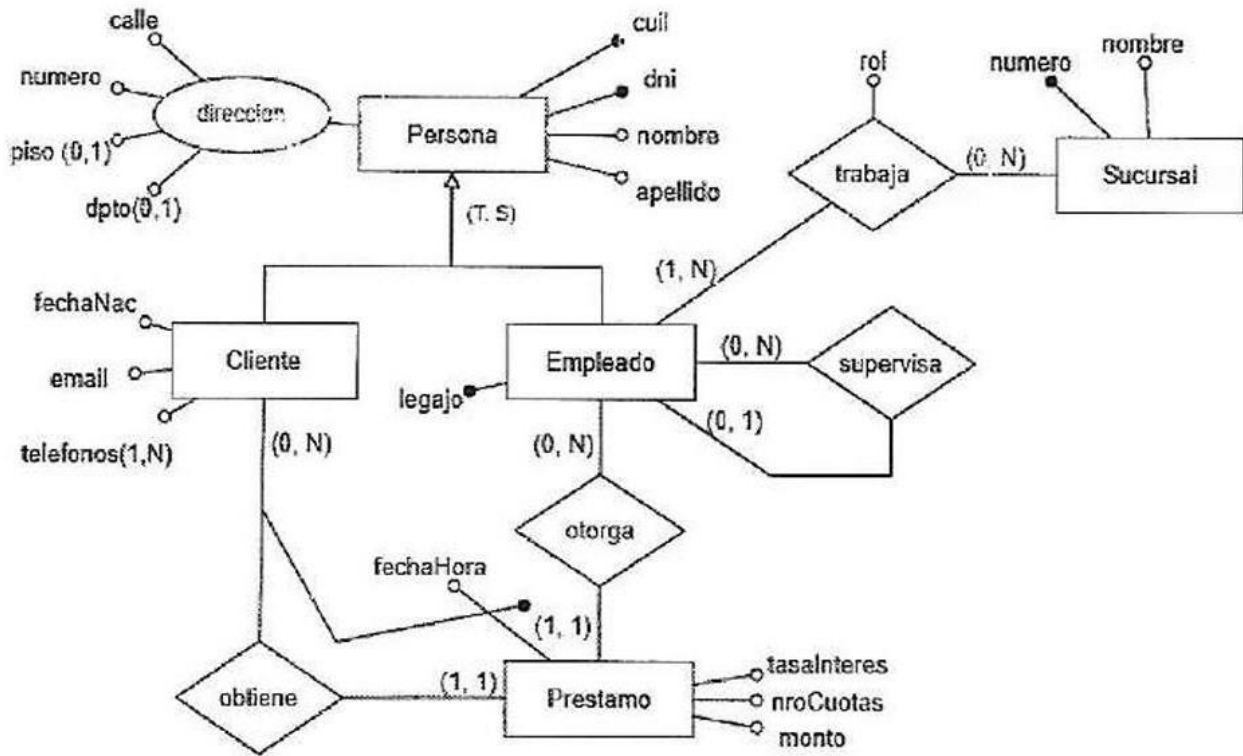 calle
cuil
nombre
rol
numero
numero
dni
direccion
Persona
nombre
piso (0,1)
trabaja
(0, N)
Sucursal
apellido
dpto(0,1)
(T, S)
(1, N)
fechaNac
Cliente
Empleado
(0, N)
supervisa
email
legajo
(0, 1)
telefonos(1,N)
(0, N)
(0, N)
otorga
fechaHora
(1, 1)
tasaInteres
obtiene
(1, 1)
Prestamo
nroCuotas
monto